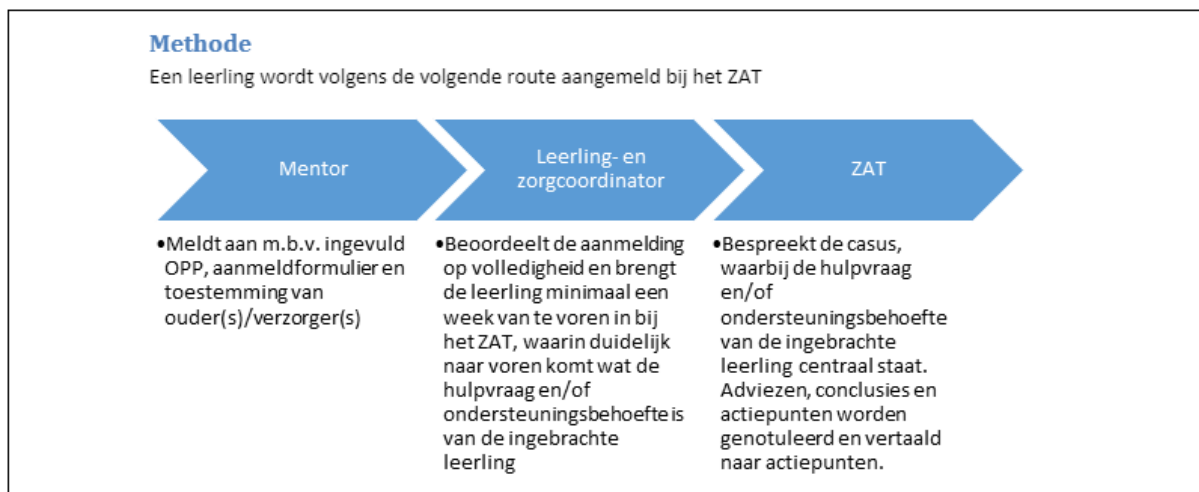 Methode
Een leerling wordt volgens de volgende route aangemeld bij het ZAT
Mentor
•Meldt aan m.b.v. ingevuld
OPP, aanmeldformulier en
toestemming van
ouder(s)/verzorger(s)
Leerling- en
zorgcoordinator
•Beoordeelt de aanmelding
op volledigheid en brengt
de leerling minimaal een
week van te voren in bij
het ZAT, waarin duidelijk
naar voren komt wat de
hulpvraag en/of
ondersteuningsbehoefte is
van de ingebrachte
leerling
ZAT
•Bespreekt de casus,
waarbij de hulpvraag
en/of
ondersteuningsbehoefte
van de ingebrachte
leerling centraal staat.
Adviezen, conclusies en
actiepunten worden
genotuleerd en vertaald
naar actiepunten.